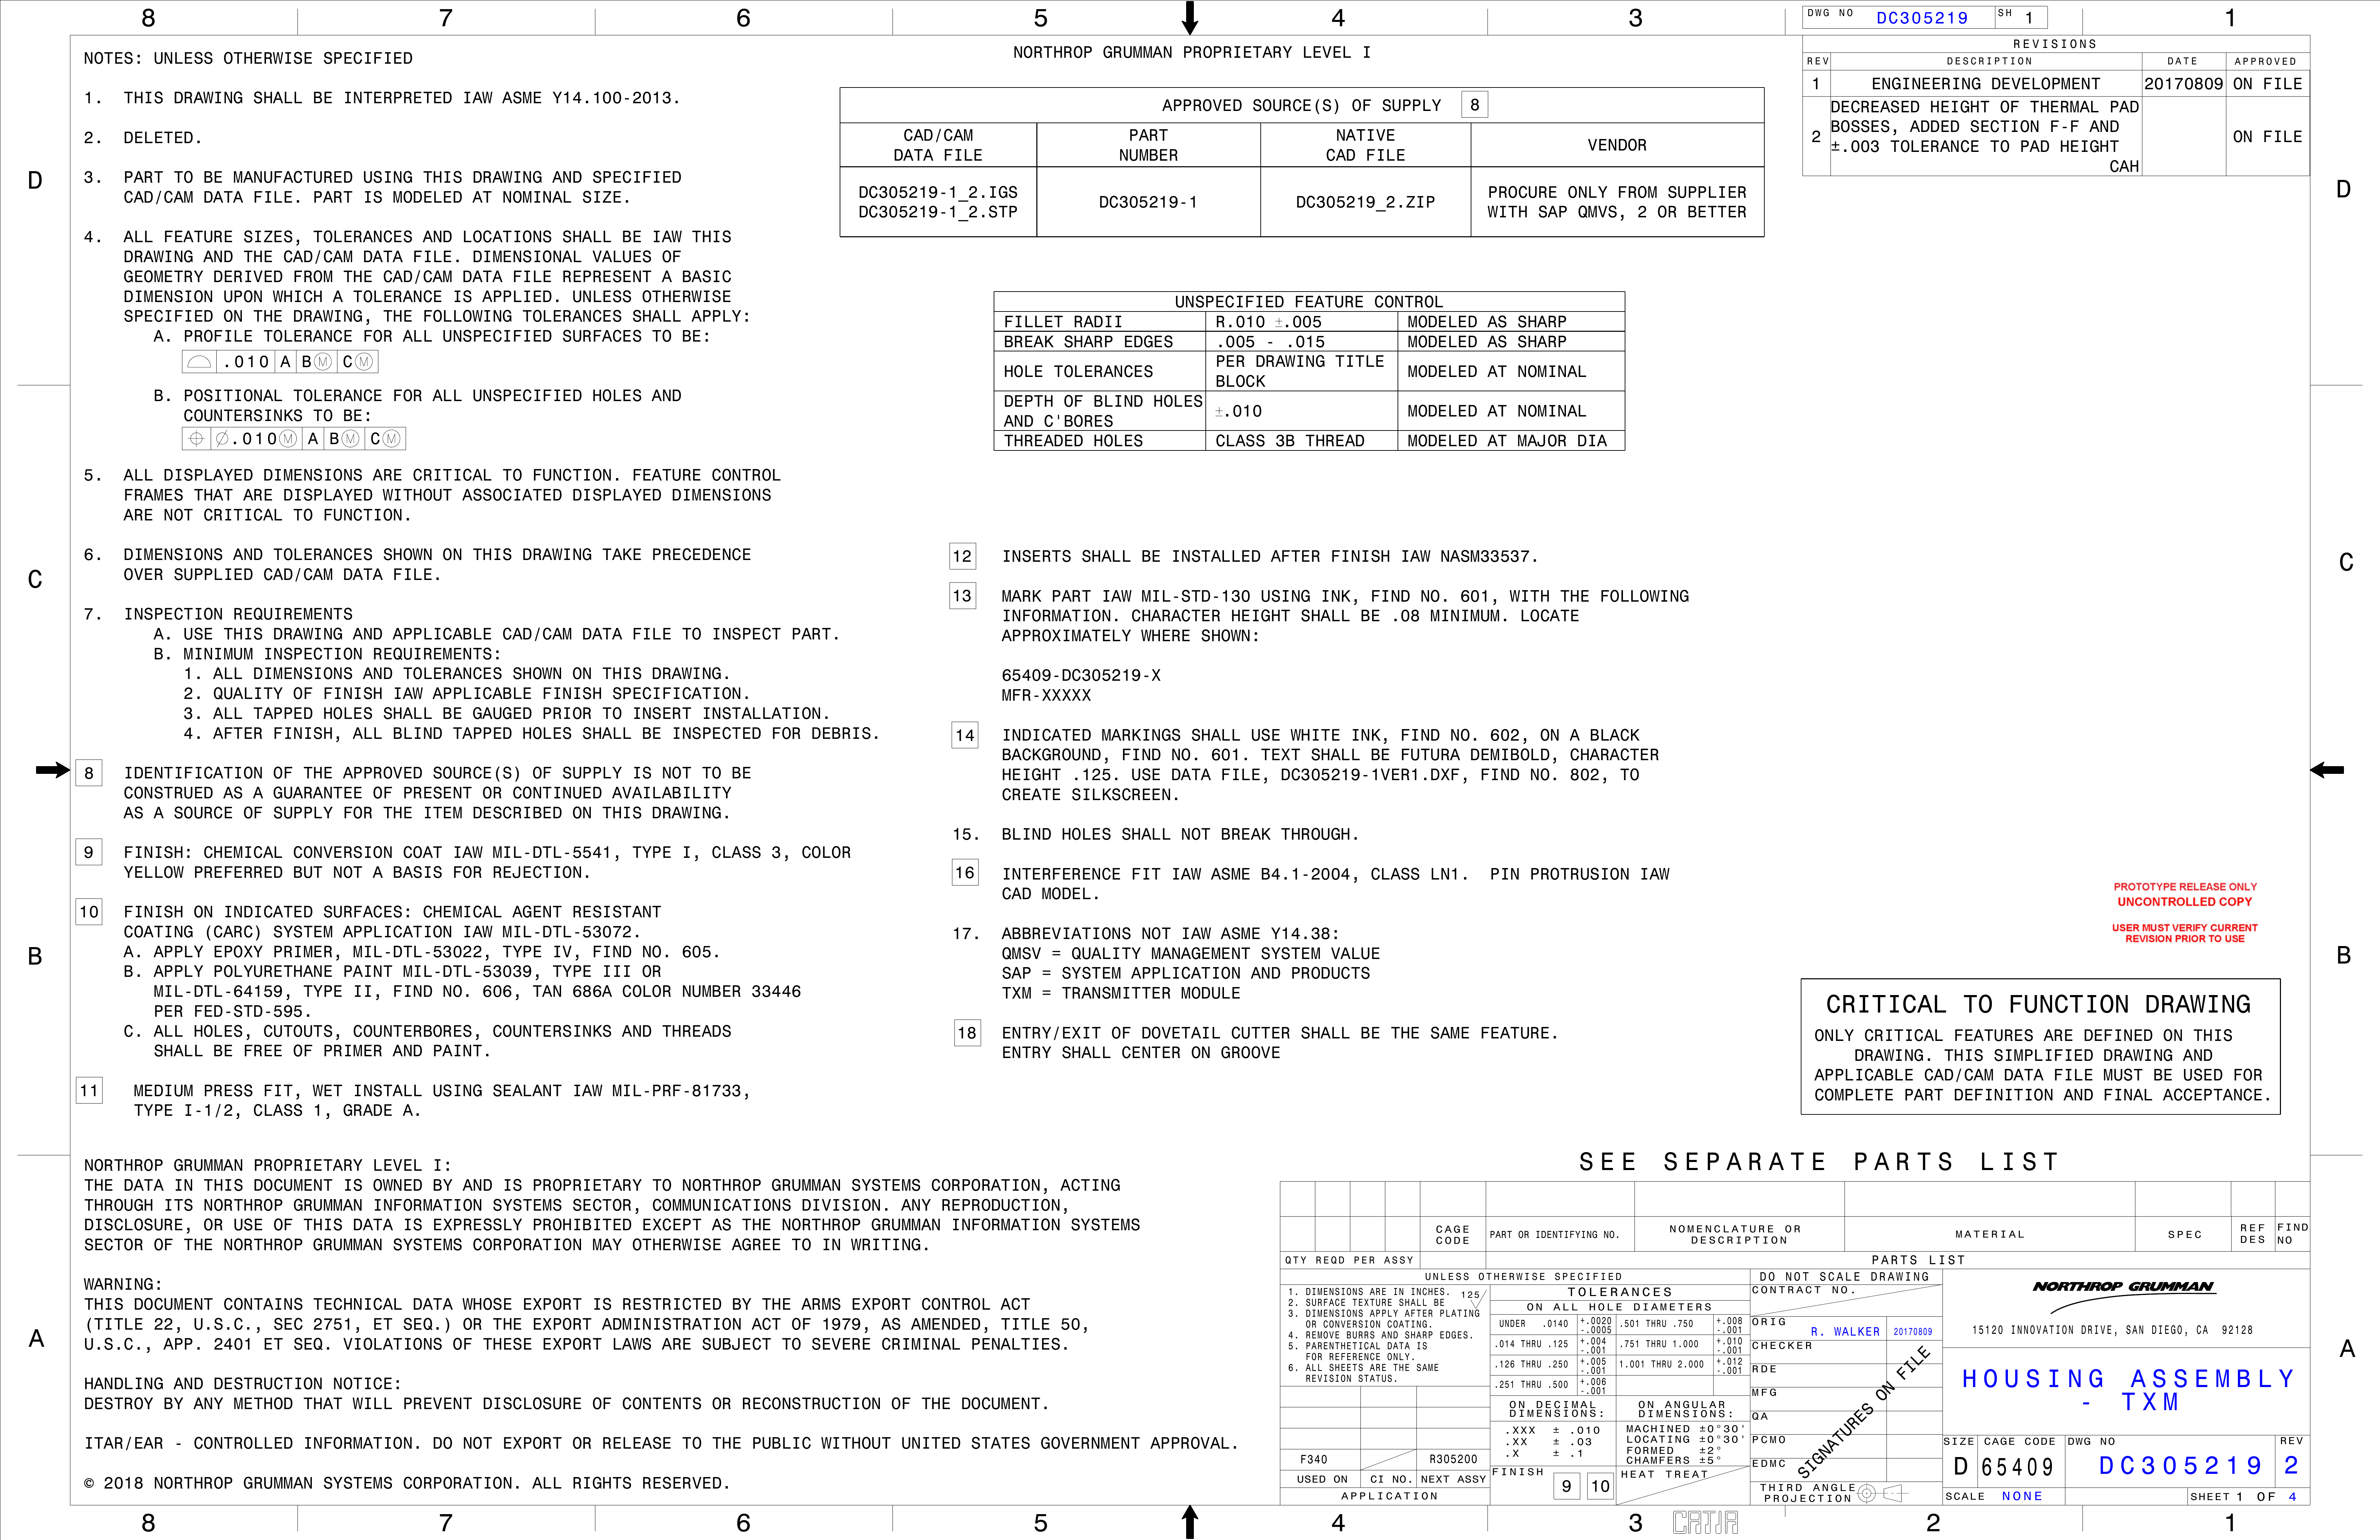 8 7 6 5 4 3 1
DWG NO DC305219 SH 1
NORTHROP GRUMMAN PROPRIETARY LEVEL I
NOTES: UNLESS OTHERWISE SPECIFIED
1. THIS DRAWING SHALL BE INTERPRETED IAW ASME Y14.100-2013.
2. DELETED.
3. PART TO BE MANUFACTURED USING THIS DRAWING AND SPECIFIED
CAD/CAM DATA FILE. PART IS MODELED AT NOMINAL SIZE.
4. ALL FEATURE SIZES, TOLERANCES AND LOCATIONS SHALL BE IAW THIS
DRAWING AND THE CAD/CAM DATA FILE. DIMENSIONAL VALUES OF
GEOMETRY DERIVED FROM THE CAD/CAM DATA FILE REPRESENT A BASIC
DIMENSION UPON WHICH A TOLERANCE IS APPLIED. UNLESS OTHERWISE
SPECIFIED ON THE DRAWING, THE FOLLOWING TOLERANCES SHALL APPLY:
A. PROFILE TOLERANCE FOR ALL UNSPECIFIED SURFACES TO BE:
⌓ .010 A BⓂ CⓂ
B. POSITIONAL TOLERANCE FOR ALL UNSPECIFIED HOLES AND
COUNTERSINKS TO BE:
⌖ ∅.010Ⓜ A BⓂ CⓂ
5. ALL DISPLAYED DIMENSIONS ARE CRITICAL TO FUNCTION. FEATURE CONTROL
FRAMES THAT ARE DISPLAYED WITHOUT ASSOCIATED DISPLAYED DIMENSIONS
ARE NOT CRITICAL TO FUNCTION.
6. DIMENSIONS AND TOLERANCES SHOWN ON THIS DRAWING TAKE PRECEDENCE
OVER SUPPLIED CAD/CAM DATA FILE.
7. INSPECTION REQUIREMENTS
A. USE THIS DRAWING AND APPLICABLE CAD/CAM DATA FILE TO INSPECT PART.
B. MINIMUM INSPECTION REQUIREMENTS:
1. ALL DIMENSIONS AND TOLERANCES SHOWN ON THIS DRAWING.
2. QUALITY OF FINISH IAW APPLICABLE FINISH SPECIFICATION.
3. ALL TAPPED HOLES SHALL BE GAUGED PRIOR TO INSERT INSTALLATION.
4. AFTER FINISH, ALL BLIND TAPPED HOLES SHALL BE INSPECTED FOR DEBRIS.
8 IDENTIFICATION OF THE APPROVED SOURCE(S) OF SUPPLY IS NOT TO BE
CONSTRUED AS A GUARANTEE OF PRESENT OR CONTINUED AVAILABILITY
AS A SOURCE OF SUPPLY FOR THE ITEM DESCRIBED ON THIS DRAWING.
9 FINISH: CHEMICAL CONVERSION COAT IAW MIL-DTL-5541, TYPE I, CLASS 3, COLOR
YELLOW PREFERRED BUT NOT A BASIS FOR REJECTION.
10 FINISH ON INDICATED SURFACES: CHEMICAL AGENT RESISTANT
COATING (CARC) SYSTEM APPLICATION IAW MIL-DTL-53072.
A. APPLY EPOXY PRIMER, MIL-DTL-53022, TYPE IV, FIND NO. 605.
B. APPLY POLYURETHANE PAINT MIL-DTL-53039, TYPE III OR
MIL-DTL-64159, TYPE II, FIND NO. 606, TAN 686A COLOR NUMBER 33446
PER FED-STD-595.
C. ALL HOLES, CUTOUTS, COUNTERBORES, COUNTERSINKS AND THREADS
SHALL BE FREE OF PRIMER AND PAINT.
11 MEDIUM PRESS FIT, WET INSTALL USING SEALANT IAW MIL-PRF-81733,
TYPE I-1/2, CLASS 1, GRADE A.
NORTHROP GRUMMAN PROPRIETARY LEVEL I:
THE DATA IN THIS DOCUMENT IS OWNED BY AND IS PROPRIETARY TO NORTHROP GRUMMAN SYSTEMS CORPORATION, ACTING
THROUGH ITS NORTHROP GRUMMAN INFORMATION SYSTEMS SECTOR, COMMUNICATIONS DIVISION. ANY REPRODUCTION,
DISCLOSURE, OR USE OF THIS DATA IS EXPRESSLY PROHIBITED EXCEPT AS THE NORTHROP GRUMMAN INFORMATION SYSTEMS
SECTOR OF THE NORTHROP GRUMMAN SYSTEMS CORPORATION MAY OTHERWISE AGREE TO IN WRITING.
WARNING:
THIS DOCUMENT CONTAINS TECHNICAL DATA WHOSE EXPORT IS RESTRICTED BY THE ARMS EXPORT CONTROL ACT
(TITLE 22, U.S.C., SEC 2751, ET SEQ.) OR THE EXPORT ADMINISTRATION ACT OF 1979, AS AMENDED, TITLE 50,
U.S.C., APP. 2401 ET SEQ. VIOLATIONS OF THESE EXPORT LAWS ARE SUBJECT TO SEVERE CRIMINAL PENALTIES.
HANDLING AND DESTRUCTION NOTICE:
DESTROY BY ANY METHOD THAT WILL PREVENT DISCLOSURE OF CONTENTS OR RECONSTRUCTION OF THE DOCUMENT.
ITAR/EAR - CONTROLLED INFORMATION. DO NOT EXPORT OR RELEASE TO THE PUBLIC WITHOUT UNITED STATES GOVERNMENT APPROVAL.
© 2018 NORTHROP GRUMMAN SYSTEMS CORPORATION. ALL RIGHTS RESERVED.
APPROVED SOURCE(S) OF SUPPLY 8
CAD/CAM DATA FILE PART NUMBER NATIVE CAD FILE VENDOR
DC305219-1_2.IGS
DC305219-1_2.STP
DC305219-1
DC305219_2.ZIP
PROCURE ONLY FROM SUPPLIER
WITH SAP QMVS, 2 OR BETTER
UNSPECIFIED FEATURE CONTROL
FILLET RADII R.010 ±.005 MODELED AS SHARP
BREAK SHARP EDGES .005 - .015 MODELED AS SHARP
HOLE TOLERANCES PER DRAWING TITLE BLOCK MODELED AT NOMINAL
DEPTH OF BLIND HOLES AND C'BORES ±.010 MODELED AT NOMINAL
THREADED HOLES CLASS 3B THREAD MODELED AT MAJOR DIA
12 INSERTS SHALL BE INSTALLED AFTER FINISH IAW NASM33537.
13 MARK PART IAW MIL-STD-130 USING INK, FIND NO. 601, WITH THE FOLLOWING
INFORMATION. CHARACTER HEIGHT SHALL BE .08 MINIMUM. LOCATE
APPROXIMATELY WHERE SHOWN:
65409-DC305219-X
MFR-XXXXX
14 INDICATED MARKINGS SHALL USE WHITE INK, FIND NO. 602, ON A BLACK
BACKGROUND, FIND NO. 601. TEXT SHALL BE FUTURA DEMIBOLD, CHARACTER
HEIGHT .125. USE DATA FILE, DC305219-1VER1.DXF, FIND NO. 802, TO
CREATE SILKSCREEN.
15. BLIND HOLES SHALL NOT BREAK THROUGH.
16 INTERFERENCE FIT IAW ASME B4.1-2004, CLASS LN1. PIN PROTRUSION IAW
CAD MODEL.
17. ABBREVIATIONS NOT IAW ASME Y14.38:
QMSV = QUALITY MANAGEMENT SYSTEM VALUE
SAP = SYSTEM APPLICATION AND PRODUCTS
TXM = TRANSMITTER MODULE
18 ENTRY/EXIT OF DOVETAIL CUTTER SHALL BE THE SAME FEATURE.
ENTRY SHALL CENTER ON GROOVE
REVISIONS
REV DESCRIPTION DATE APPROVED
1 ENGINEERING DEVELOPMENT 20170809 ON FILE
2 DECREASED HEIGHT OF THERMAL PAD
BOSSES, ADDED SECTION F-F AND
±.003 TOLERANCE TO PAD HEIGHT
CAH
ON FILE
D D
C C
B B
A A
PROTOTYPE RELEASE ONLY
UNCONTROLLED COPY
USER MUST VERIFY CURRENT
REVISION PRIOR TO USE
CRITICAL TO FUNCTION DRAWING
ONLY CRITICAL FEATURES ARE DEFINED ON THIS
DRAWING. THIS SIMPLIFIED DRAWING AND
APPLICABLE CAD/CAM DATA FILE MUST BE USED FOR
COMPLETE PART DEFINITION AND FINAL ACCEPTANCE.
SEE SEPARATE PARTS LIST
CAGE CODE PART OR IDENTIFYING NO. NOMENCLATURE OR DESCRIPTION MATERIAL SPEC REF DES FIND NO
QTY REQD PER ASSY PARTS LIST
UNLESS OTHERWISE SPECIFIED
1. DIMENSIONS ARE IN INCHES. 125
2. SURFACE TEXTURE SHALL BE
3. DIMENSIONS APPLY AFTER PLATING
OR CONVERSION COATING.
4. REMOVE BURRS AND SHARP EDGES.
5. PARENTHETICAL DATA IS
FOR REFERENCE ONLY.
6. ALL SHEETS ARE THE SAME
REVISION STATUS.
TOLERANCES
ON ALL HOLE DIAMETERS
UNDER .0140 +.0020 -.0005 .501 THRU .750 +.008 -.001
.014 THRU .125 +.004 -.001 .751 THRU 1.000 +.010 -.001
.126 THRU .250 +.005 -.001 1.001 THRU 2.000 +.012 -.001
.251 THRU .500 +.006 -.001
ON DECIMAL DIMENSIONS: ON ANGULAR DIMENSIONS:
.XXX ± .010 MACHINED ±0°30'
.XX ± .03 LOCATING ±0°30'
.X ± .1 FORMED ±2°
CHAMFERS ±5°
FINISH 9 10 HEAT TREAT
F340 R305200
USED ON CI NO. NEXT ASSY
APPLICATION
DO NOT SCALE DRAWING
CONTRACT NO.
ORIG R. WALKER 20170809
CHECKER
RDE
MFG
QA
PCMO
EDMC
SIGNATURES ON FILE
THIRD ANGLE
PROJECTION
NORTHROP GRUMMAN
15120 INNOVATION DRIVE, SAN DIEGO, CA 92128
HOUSING ASSEMBLY
- TXM
SIZE CAGE CODE DWG NO REV
D 65409 DC305219 2
SCALE NONE SHEET 1 OF 4
8 7 6 5 4 3 CATIA 2 1